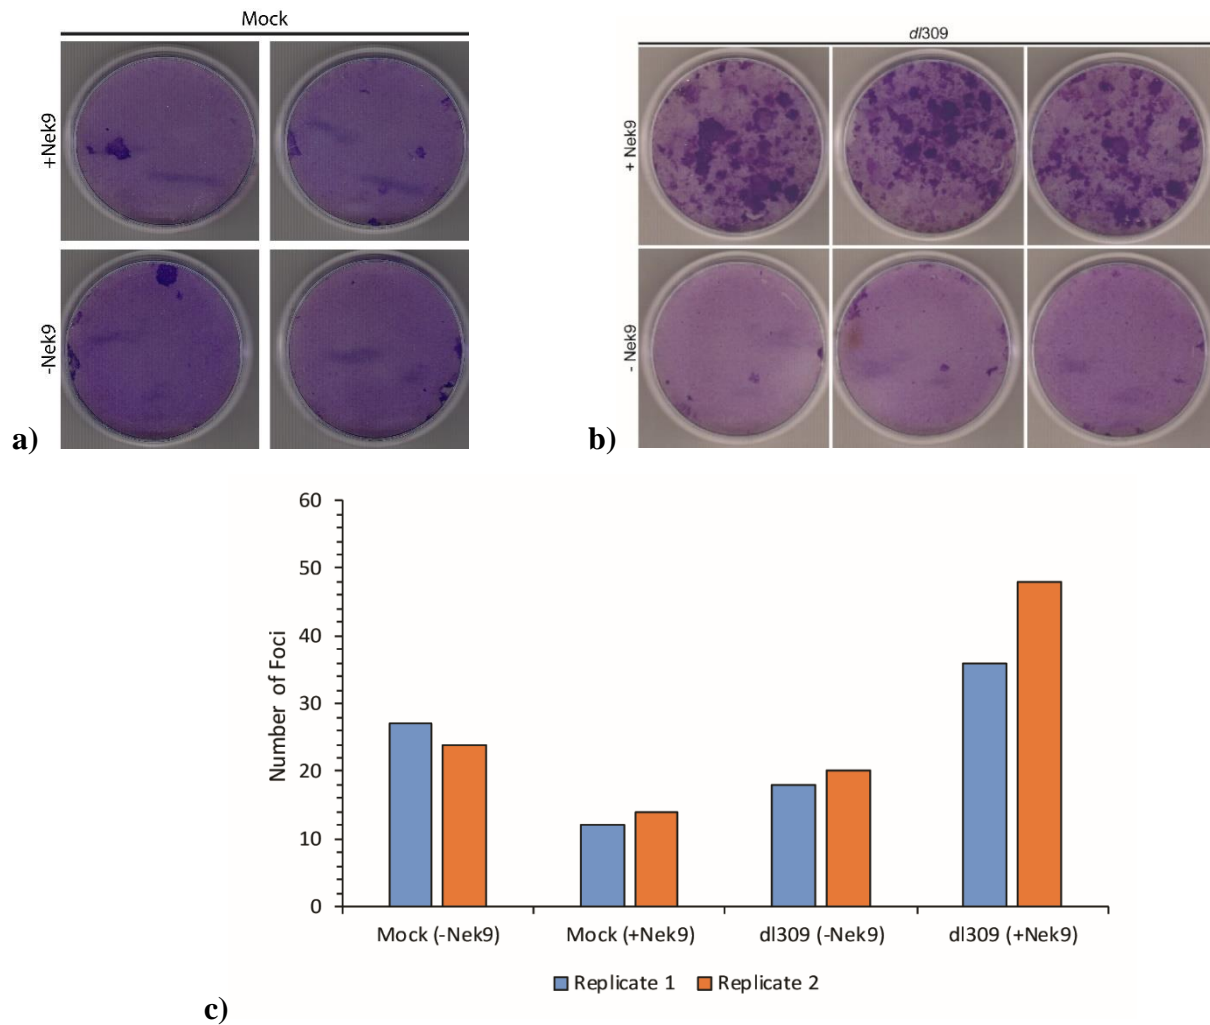 Mock
+Nek9
-Nek9
a)
dl309
+ Nek9
- Nek9
b)
60
50
40
30
20
10
0
Number of Foci
Mock (-Nek9)
Mock (+Nek9)
dl309 (-Nek9)
dl309 (+Nek9)
Replicate 1
Replicate 2
c)